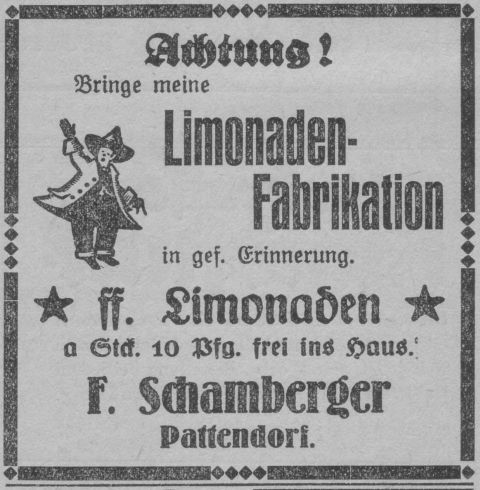 Achtung!
Bringe meine
Limonaden-
Fabrikation
in gef. Erinnerung.
ff. Limonaden
a Stck. 10 Pfg. frei ins Haus.
F. Schamberger
Pattendorf.